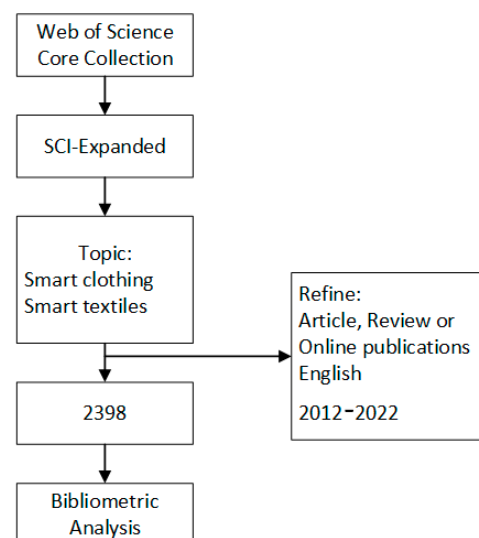 Web of Science
Core Collection
SCI-Expanded
Topic:
Smart clothing
Smart textiles
Refine:
Article, Review or
Online publications
English
2012-2022
2398
Bibliometric
Analysis